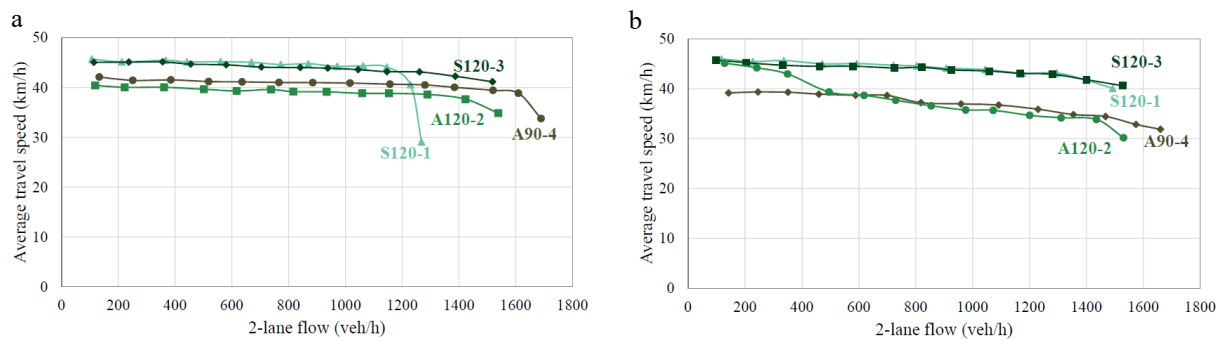 a
Average travel speed (km/h)
50
40
30
20
10
0
0 200 400 600 800 1000 1200 1400 1600 1800
2-lane flow (veh/h)
S120-3
A120-2
A90-4
S120-1
b
Average travel speed (km/h)
50
40
30
20
10
0
0 200 400 600 800 1000 1200 1400 1600 1800
2-lane flow (veh/h)
S120-3
S120-1
A120-2
A90-4